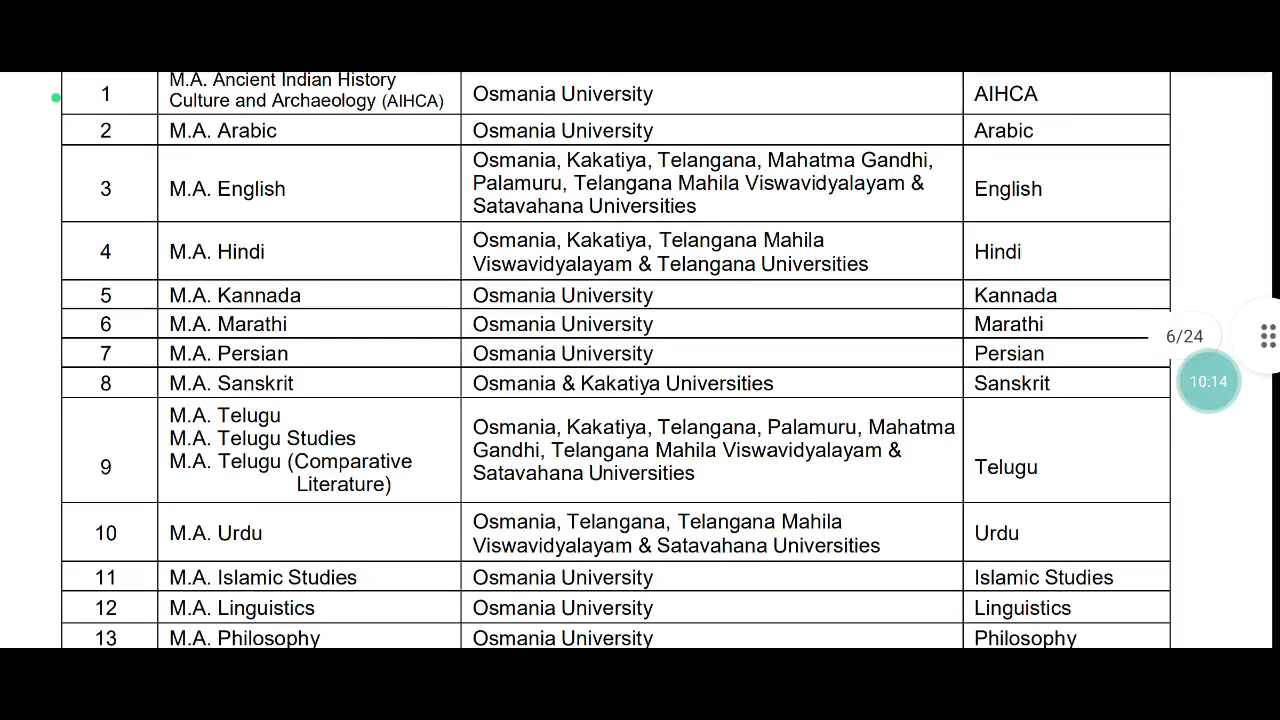 1
M.A. Ancient Indian History
Culture and Archaeology (AIHCA)
Osmania University
AIHCA
2
M.A. Arabic
Osmania University
Arabic
3
M.A. English
Osmania, Kakatiya, Telangana, Mahatma Gandhi,
Palamuru, Telangana Mahila Viswavidyalayam &
Satavahana Universities
English
4
M.A. Hindi
Osmania, Kakatiya, Telangana Mahila
Viswavidyalayam & Telangana Universities
Hindi
5
M.A. Kannada
Osmania University
Kannada
6
M.A. Marathi
Osmania University
Marathi
7
M.A. Persian
Osmania University
Persian
8
M.A. Sanskrit
Osmania & Kakatiya Universities
Sanskrit
9
M.A. Telugu
M.A. Telugu Studies
M.A. Telugu (Comparative
Literature)
Osmania, Kakatiya, Telangana, Palamuru, Mahatma
Gandhi, Telangana Mahila Viswavidyalayam &
Satavahana Universities
Telugu
10
M.A. Urdu
Osmania, Telangana, Telangana Mahila
Viswavidyalayam & Satavahana Universities
Urdu
11
M.A. Islamic Studies
Osmania University
Islamic Studies
12
M.A. Linguistics
Osmania University
Linguistics
13
M.A. Philosophy
Osmania University
Philosophy
6/24
10:14